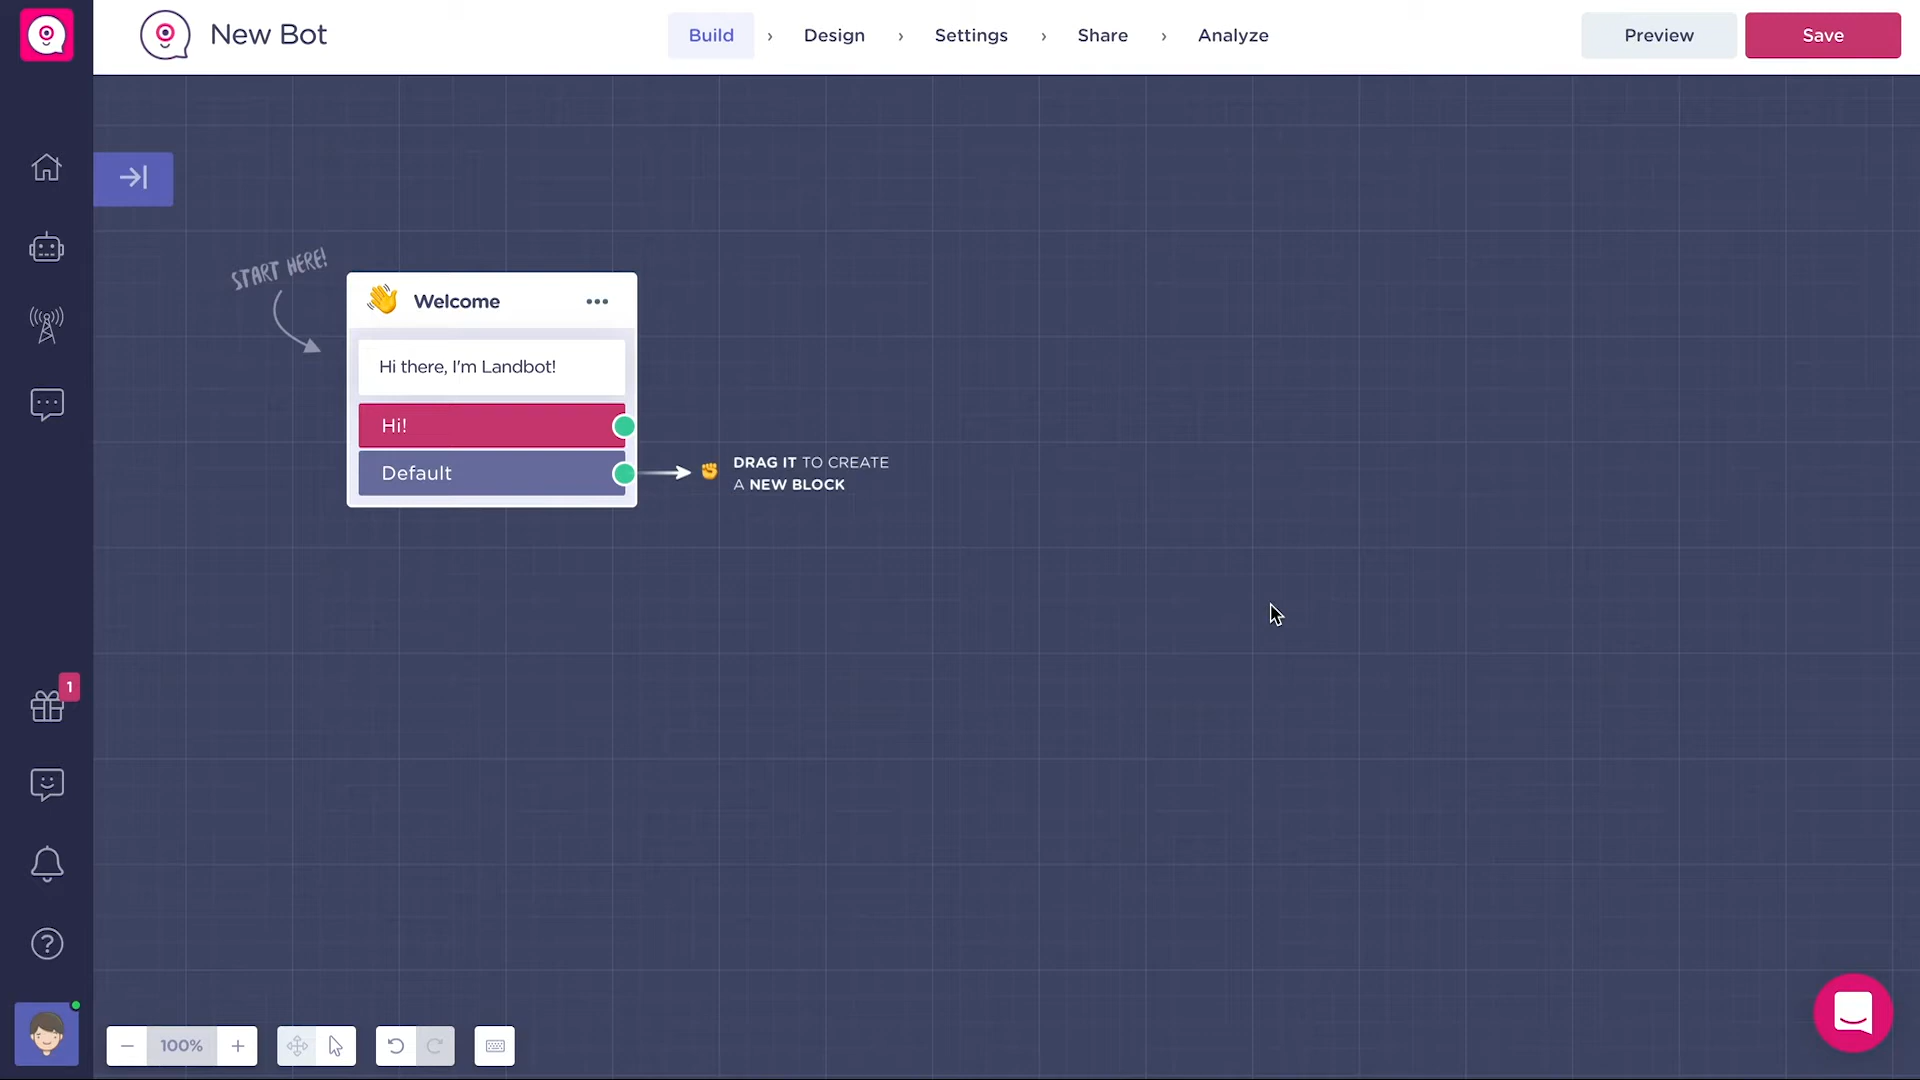 New Bot
Build › Design › Settings › Share › Analyze
Preview
Save
START HERE!
Welcome
Hi there, I'm Landbot!
Hi!
Default
DRAG IT TO CREATE
A NEW BLOCK
1
100%